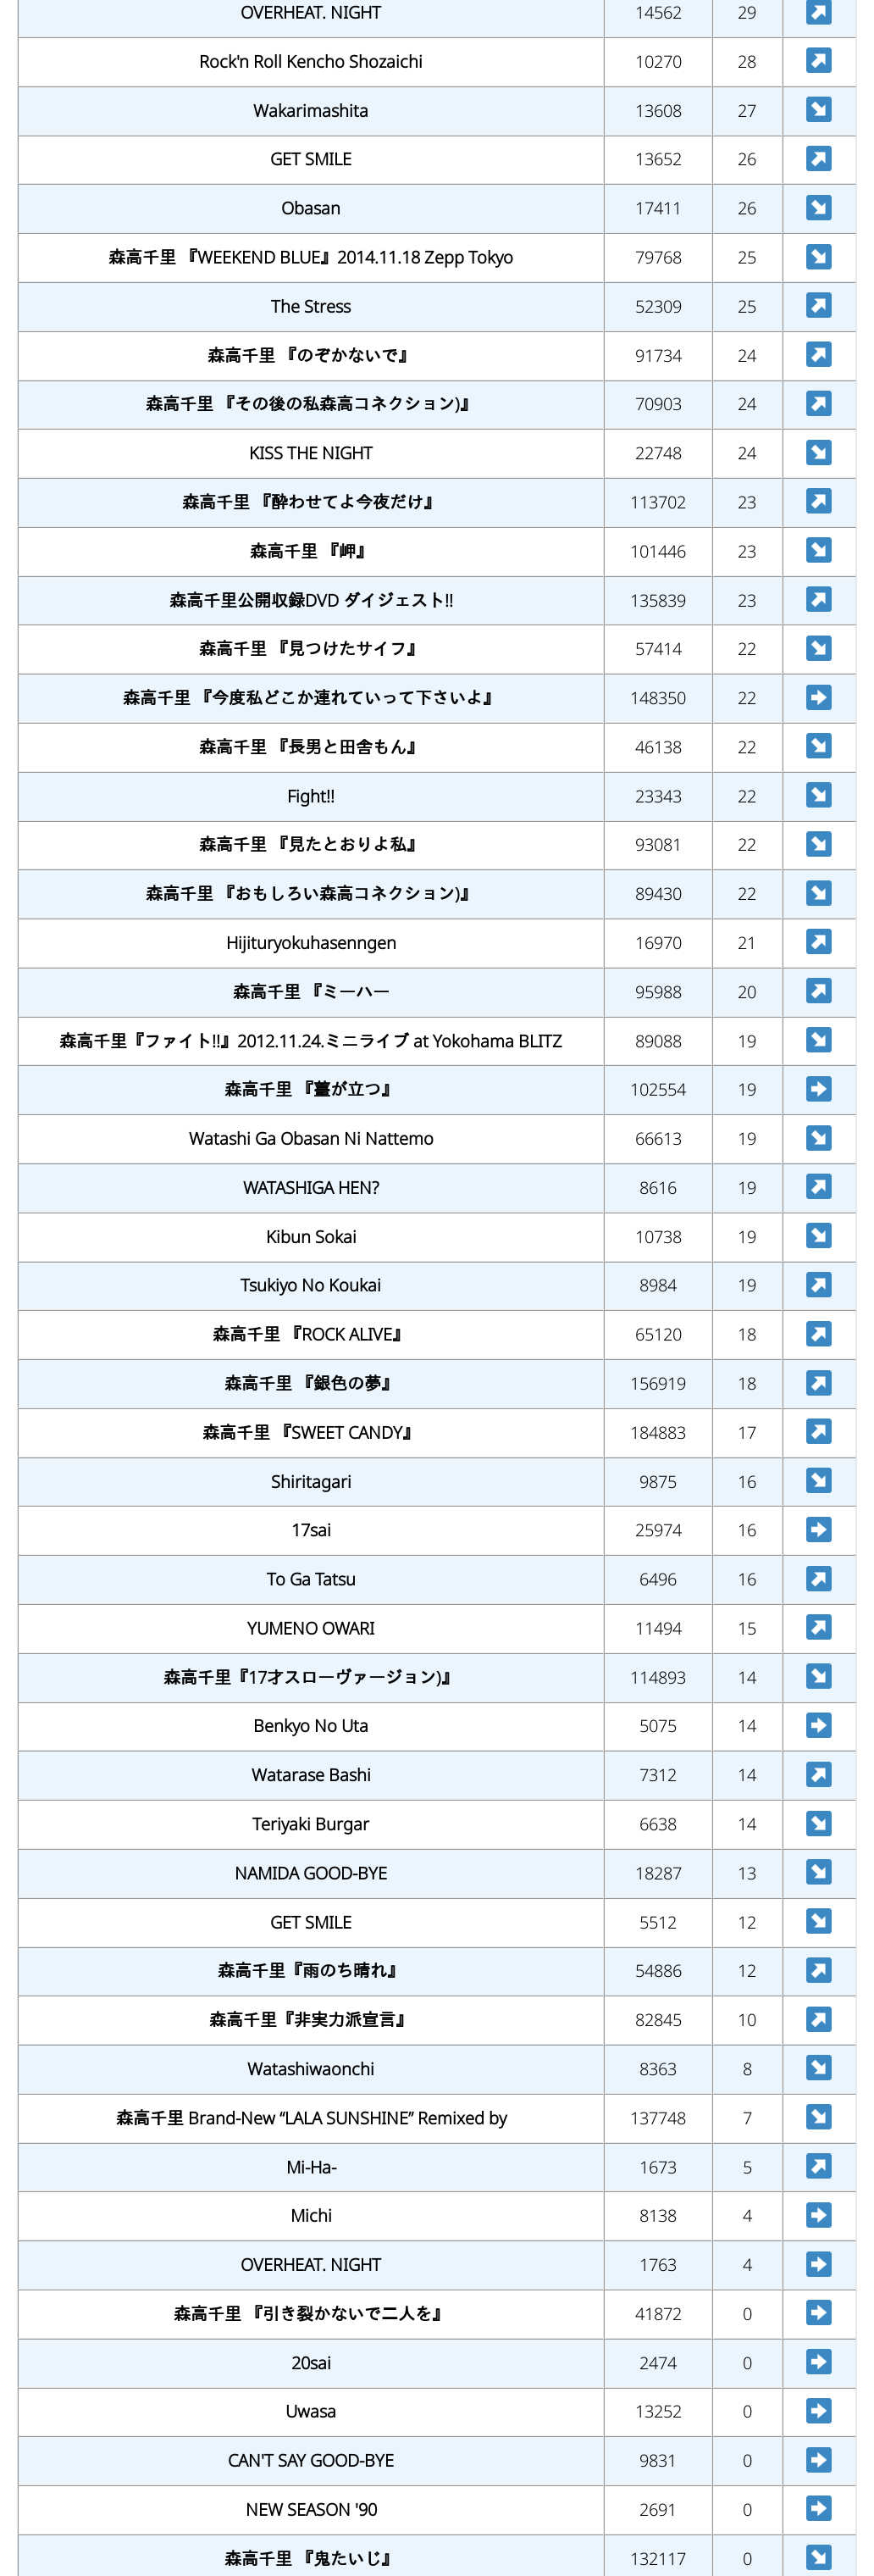 OVERHEAT. NIGHT 14562 29
Rock'n Roll Kencho Shozaichi 10270 28
Wakarimashita 13608 27
GET SMILE 13652 26
Obasan 17411 26
森高千里 『WEEKEND BLUE』2014.11.18 Zepp Tokyo 79768 25
The Stress 52309 25
森高千里 『のぞかないで』 91734 24
森高千里 『その後の私森高コネクション)』 70903 24
KISS THE NIGHT 22748 24
森高千里 『酔わせてよ今夜だけ』 113702 23
森高千里 『岬』 101446 23
森高千里公開収録DVD ダイジェスト!! 135839 23
森高千里 『見つけたサイフ』 57414 22
森高千里 『今度私どこか連れていって下さいよ』 148350 22
森高千里 『長男と田舎もん』 46138 22
Fight!! 23343 22
森高千里 『見たとおりよ私』 93081 22
森高千里 『おもしろい森高コネクション)』 89430 22
Hijituryokuhasenngen 16970 21
森高千里 『ミーハー 95988 20
森高千里『ファイト!!』2012.11.24.ミニライブ at Yokohama BLITZ 89088 19
森高千里 『薹が立つ』 102554 19
Watashi Ga Obasan Ni Nattemo 66613 19
WATASHIGA HEN? 8616 19
Kibun Sokai 10738 19
Tsukiyo No Koukai 8984 19
森高千里 『ROCK ALIVE』 65120 18
森高千里 『銀色の夢』 156919 18
森高千里 『SWEET CANDY』 184883 17
Shiritagari 9875 16
17sai 25974 16
To Ga Tatsu 6496 16
YUMENO OWARI 11494 15
森高千里『17才スローヴァージョン)』 114893 14
Benkyo No Uta 5075 14
Watarase Bashi 7312 14
Teriyaki Burgar 6638 14
NAMIDA GOOD-BYE 18287 13
GET SMILE 5512 12
森高千里『雨のち晴れ』 54886 12
森高千里『非実力派宣言』 82845 10
Watashiwaonchi 8363 8
森高千里 Brand-New “LALA SUNSHINE” Remixed by 137748 7
Mi-Ha- 1673 5
Michi 8138 4
OVERHEAT. NIGHT 1763 4
森高千里 『引き裂かないで二人を』 41872 0
20sai 2474 0
Uwasa 13252 0
CAN'T SAY GOOD-BYE 9831 0
NEW SEASON '90 2691 0
森高千里 『鬼たいじ』 132117 0